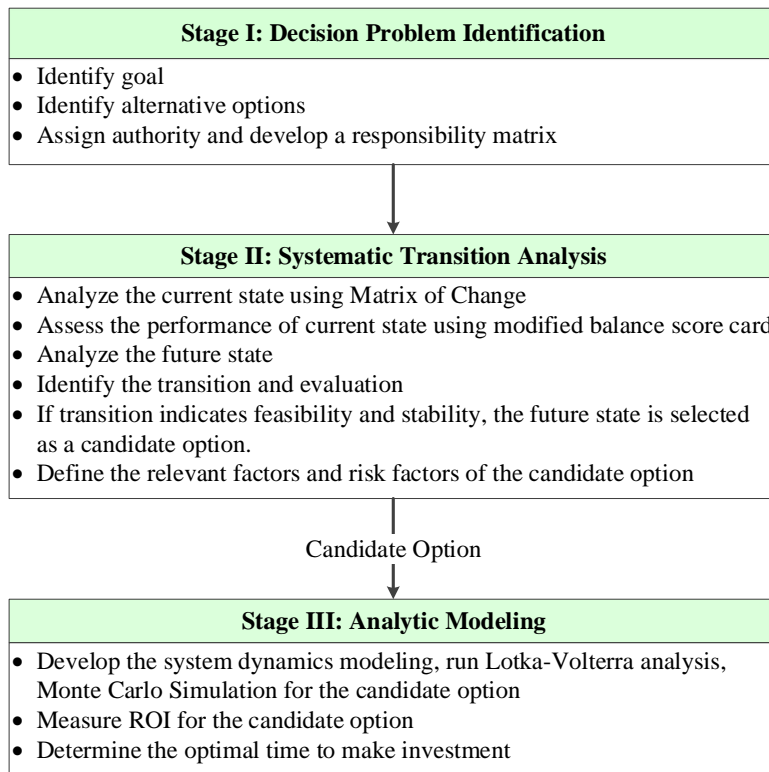 Stage I: Decision Problem Identification
• Identify goal
• Identify alternative options
• Assign authority and develop a responsibility matrix
Stage II: Systematic Transition Analysis
• Analyze the current state using Matrix of Change
• Assess the performance of current state using modified balance score card
• Analyze the future state
• Identify the transition and evaluation
• If transition indicates feasibility and stability, the future state is selected
as a candidate option.
• Define the relevant factors and risk factors of the candidate option
Candidate Option
Stage III: Analytic Modeling
• Develop the system dynamics modeling, run Lotka-Volterra analysis,
Monte Carlo Simulation for the candidate option
• Measure ROI for the candidate option
• Determine the optimal time to make investment